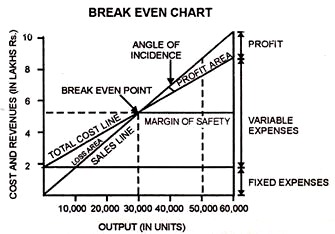 BREAK EVEN CHART
COST AND REVENUES (IN LAKHS Rs.)
10
8
6
4
2
ANGLE OF
INCIDENCE
BREAK EVEN POINT
PROFIT AREA
TOTAL COST LINE
LOSS AREA
SALES LINE
MARGIN OF SAFETY
PROFiT
VARIABLE
EXPENSES
FIXED EXPENSES
10,000 20,000 30,000 40,000 50,000 60,000
OUTPUT (IN UNITS)